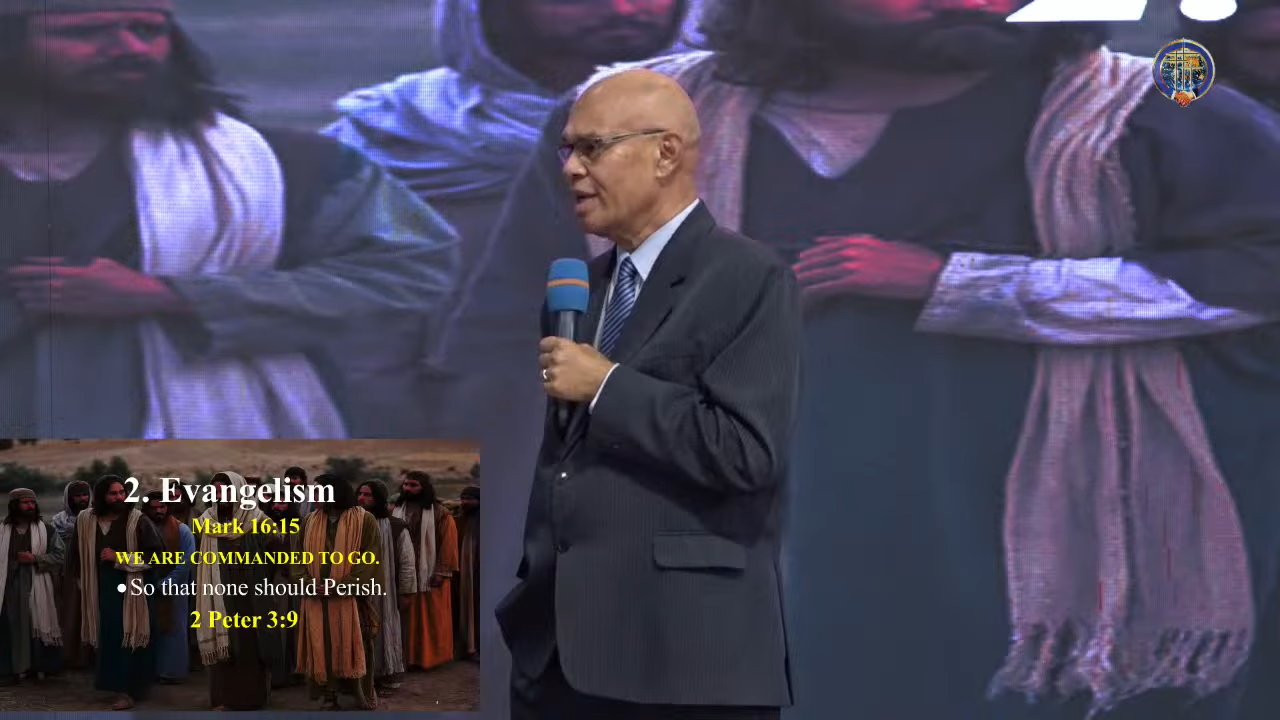 2. Evangelism
Mark 16:15
WE ARE COMMANDED TO GO.
•So that none should Perish.
2 Peter 3:9